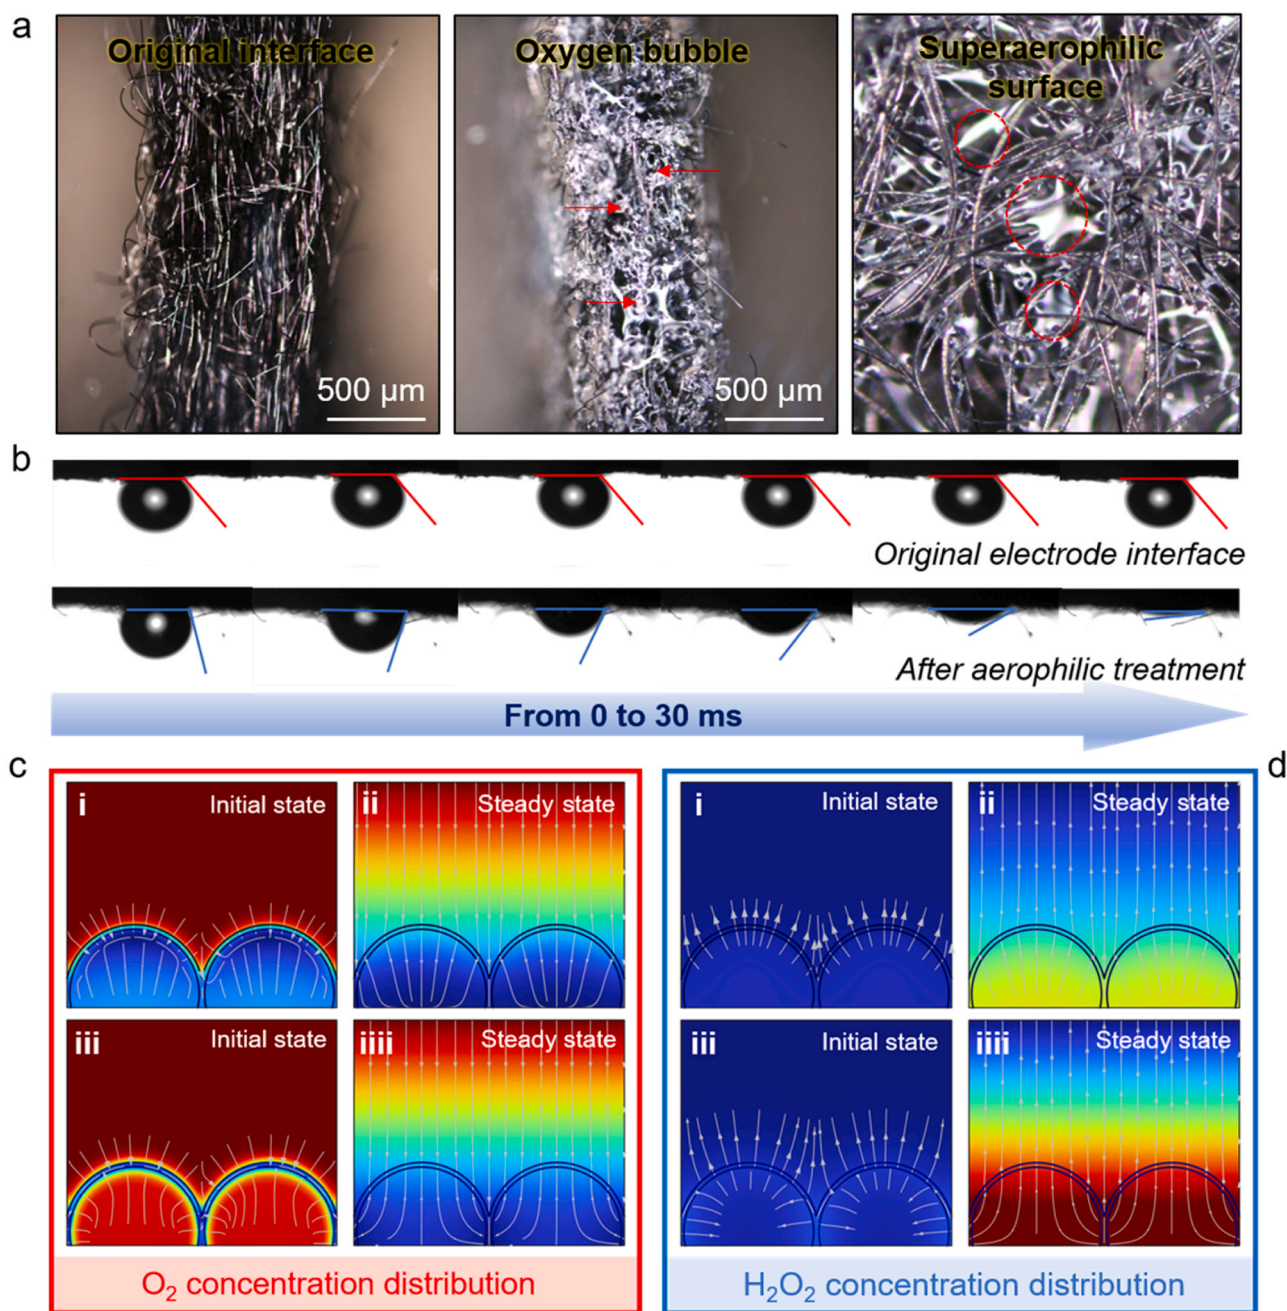 a
Original interface
Oxygen bubble
Superaerophilic
surface
500 μm
500 μm
b
Original electrode interface
After aerophilic treatment
From 0 to 30 ms
c
d
i
Initial state
ii
Steady state
i
Initial state
ii
Steady state
iii
Initial state
iiii
Steady state
iii
Initial state
iiii
Steady state
O₂ concentration distribution
H₂O₂ concentration distribution